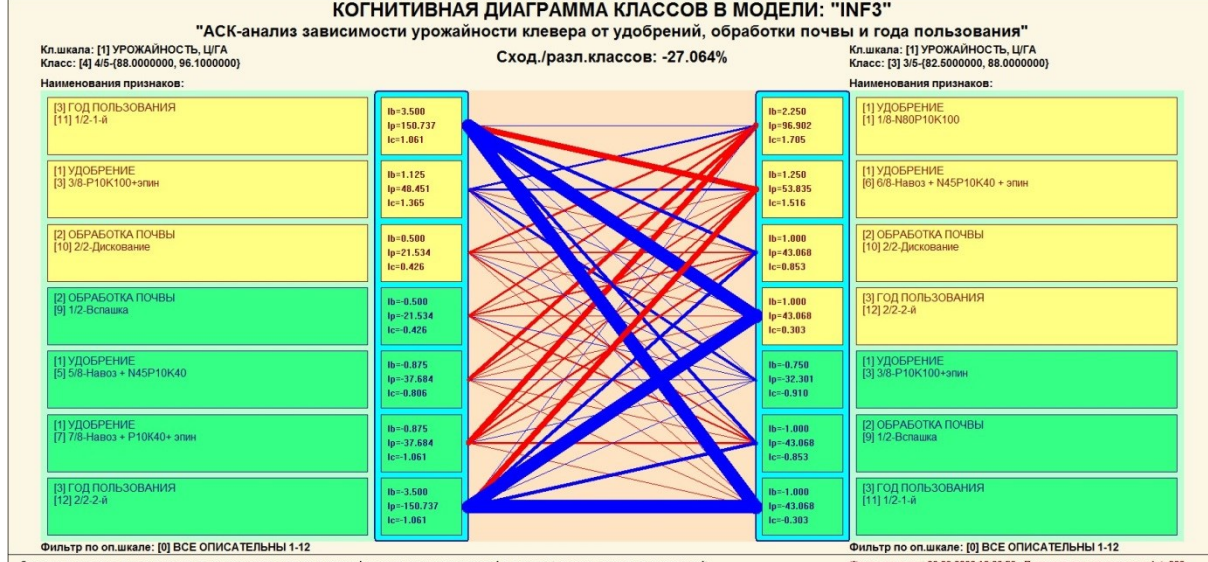 КОГНИТИВНАЯ ДИАГРАММА КЛАССОВ В МОДЕЛИ: "INF3"
"АСК-анализ зависимости урожайности клевера от удобрений, обработки почвы и года пользования"
Кл.шкала: [1] УРОЖАЙНОСТЬ, Ц/ГА
Класс: [4] 4/5-{88.0000000, 96.1000000}
Сход./разл.классов: -27.064%
Кл.шкала: [1] УРОЖАЙНОСТЬ, Ц/ГА
Класс: [3] 3/5-{82.5000000, 88.0000000}
Наименования признаков:
[3] ГОД ПОЛЬЗОВАНИЯ
[11] 1/2-1-й
Ib=3.500
Ip=150.737
Ic=1.061
[1] УДОБРЕНИЕ
[3] 3/8-P10K100+эпин
Ib=1.125
Ip=48.451
Ic=1.365
[2] ОБРАБОТКА ПОЧВЫ
[10] 2/2-Дискование
Ib=0.500
Ip=21.534
Ic=0.426
[2] ОБРАБОТКА ПОЧВЫ
[9] 1/2-Вспашка
Ib=-0.500
Ip=-21.534
Ic=-0.426
[1] УДОБРЕНИЕ
[5] 5/8-Навоз + N45P10K40
Ib=-0.875
Ip=-37.684
Ic=-0.806
[1] УДОБРЕНИЕ
[7] 7/8-Навоз + P10K40+ эпин
Ib=-0.875
Ip=-37.684
Ic=-1.061
[3] ГОД ПОЛЬЗОВАНИЯ
[12] 2/2-2-й
Ib=-3.500
Ip=-150.737
Ic=-1.061
Фильтр по оп.шкале: [0] ВСЕ ОПИСАТЕЛЬНЫ 1-12
Наименования признаков:
Ib=2.250
Ip=96.902
Ic=1.705
[1] УДОБРЕНИЕ
[1] 1/8-N80P10K100
Ib=1.250
Ip=53.835
Ic=1.516
[1] УДОБРЕНИЕ
[6] 6/8-Навоз + N45P10K40 + эпин
Ib=1.000
Ip=43.068
Ic=0.853
[2] ОБРАБОТКА ПОЧВЫ
[10] 2/2-Дискование
Ib=1.000
Ip=43.068
Ic=0.303
[3] ГОД ПОЛЬЗОВАНИЯ
[12] 2/2-2-й
Ib=-0.750
Ip=-32.301
Ic=-0.910
[1] УДОБРЕНИЕ
[3] 3/8-P10K100+эпин
Ib=-1.000
Ip=-43.068
Ic=-0.853
[2] ОБРАБОТКА ПОЧВЫ
[9] 1/2-Вспашка
Ib=-1.000
Ip=-43.068
Ic=-0.303
[3] ГОД ПОЛЬЗОВАНИЯ
[11] 1/2-1-й
Фильтр по оп.шкале: [0] ВСЕ ОПИСАТЕЛЬНЫ 1-12